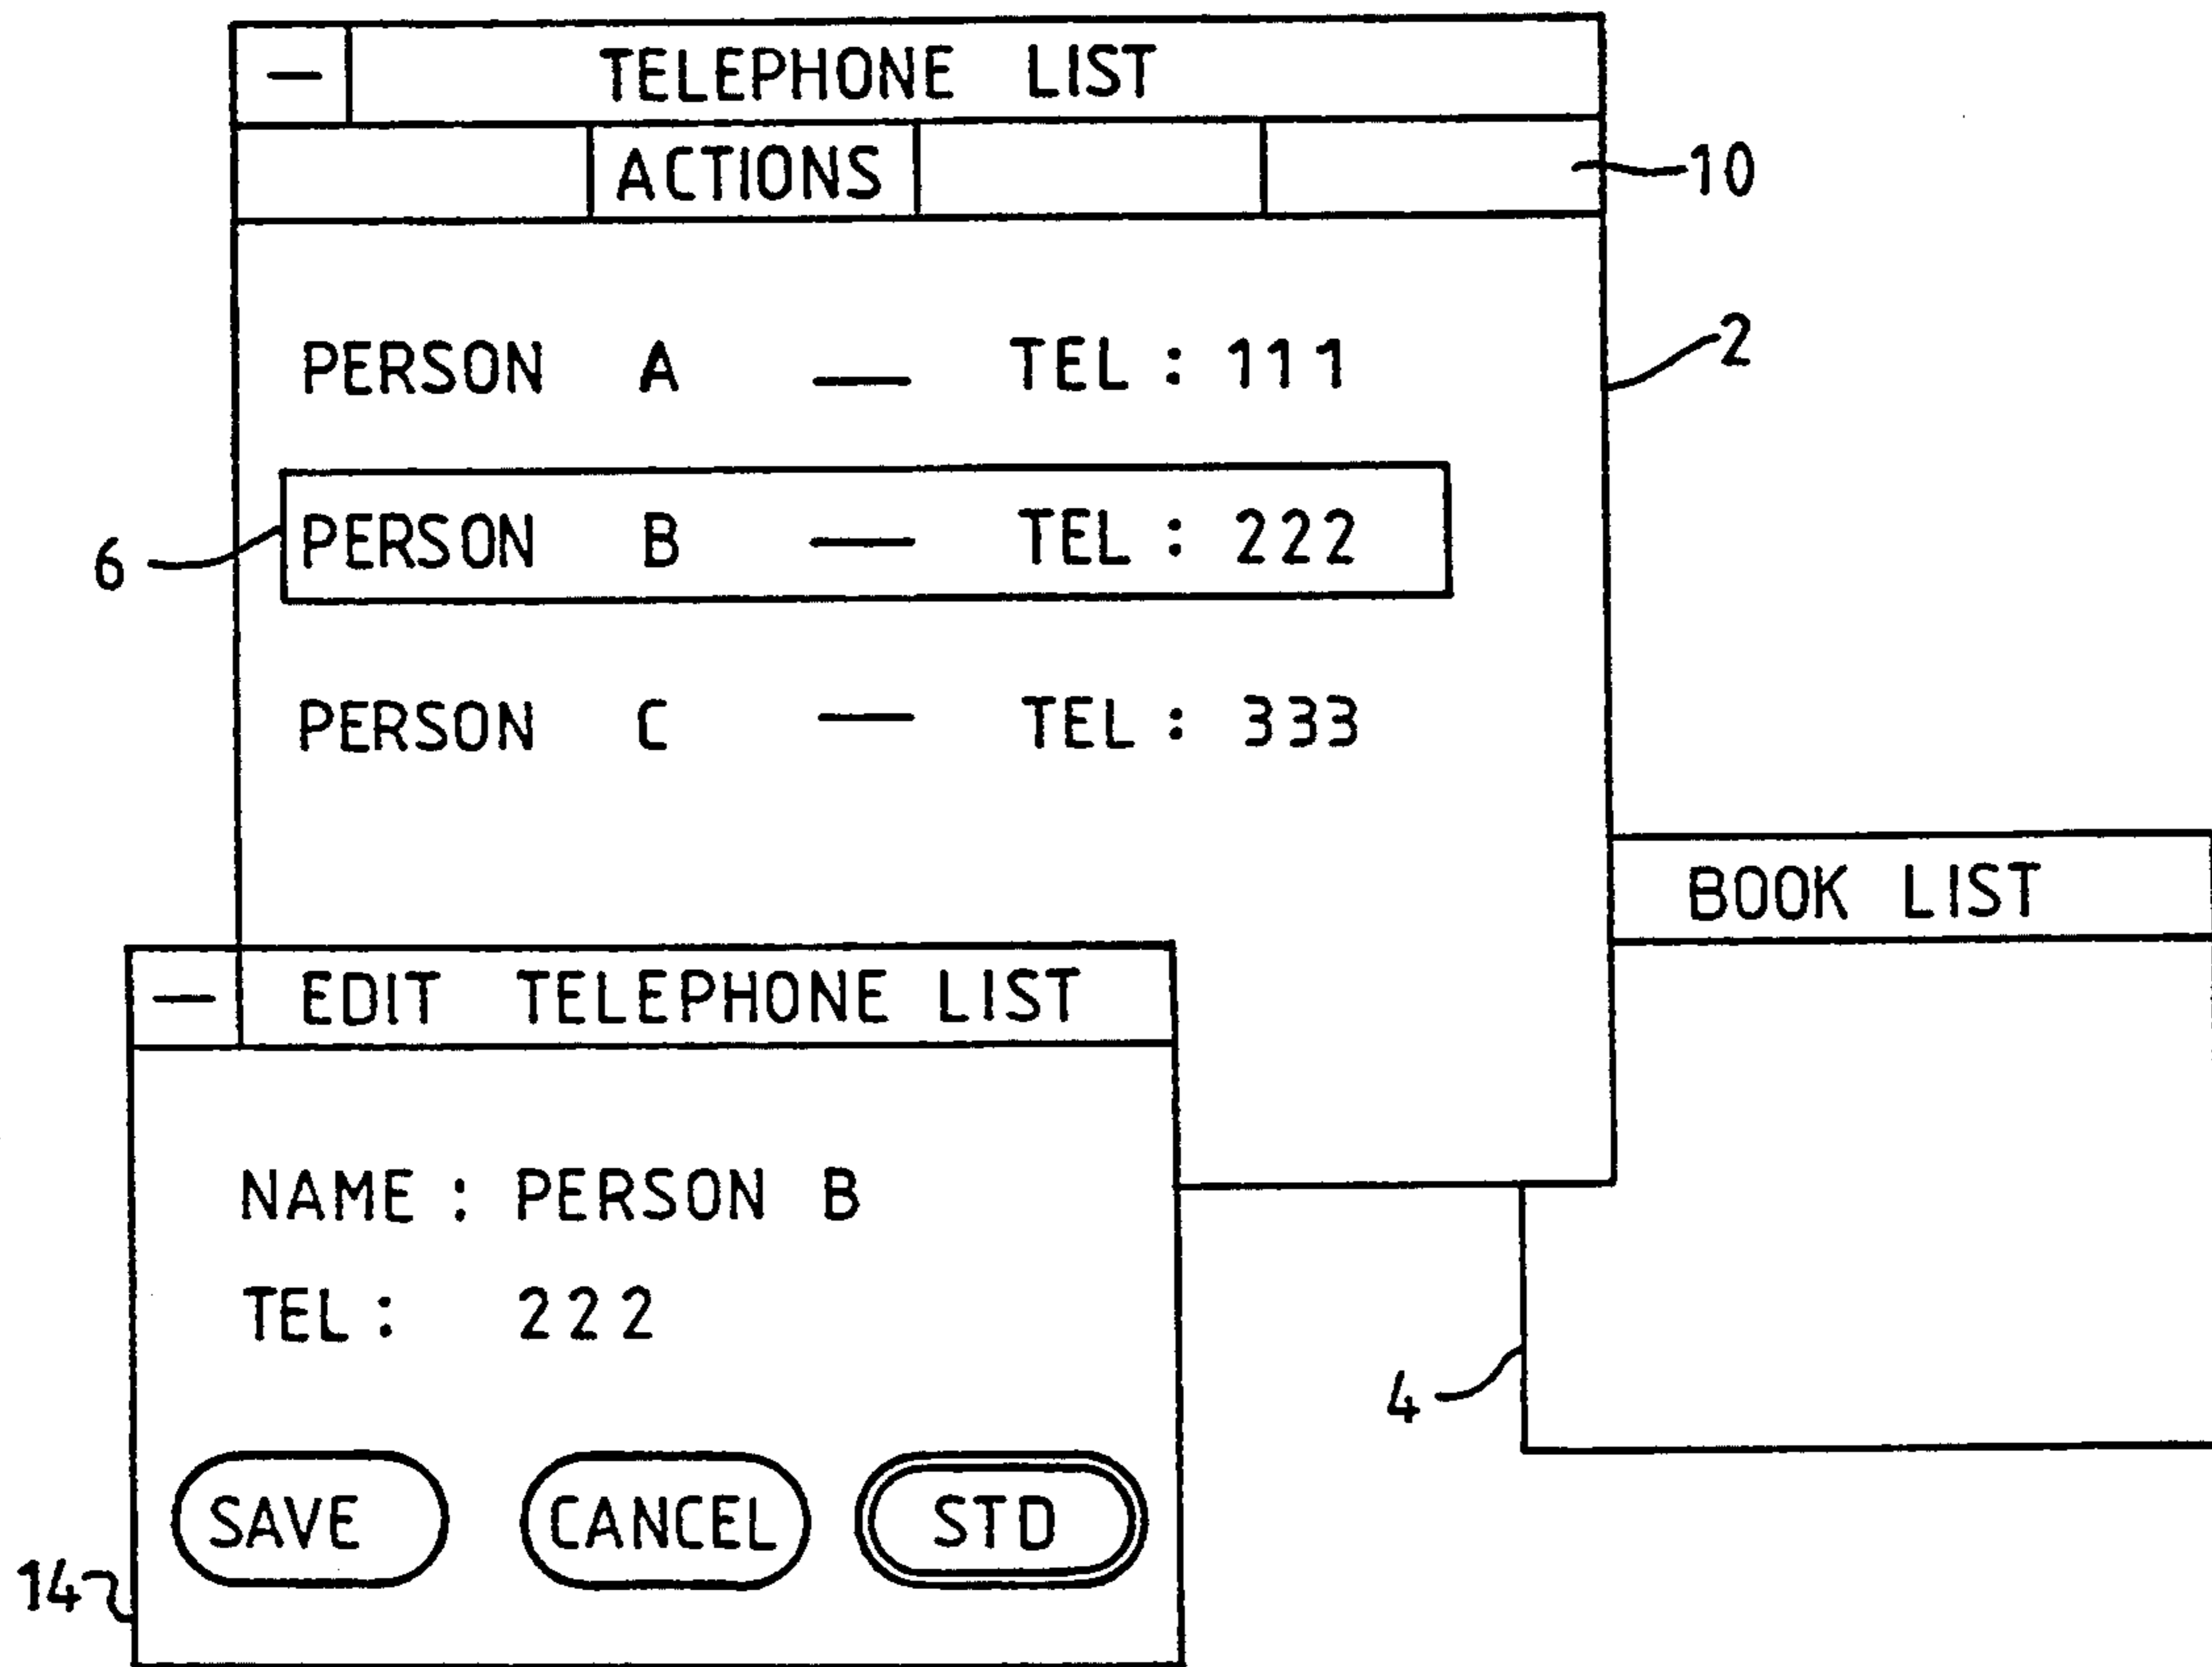 — TELEPHONE LIST
ACTIONS
10
PERSON A — TEL : 111
2
PERSON B — TEL : 222
6
PERSON C — TEL : 333
BOOK LIST
— EDIT TELEPHONE LIST
NAME : PERSON B
TEL : 222
4
SAVE CANCEL STD
14